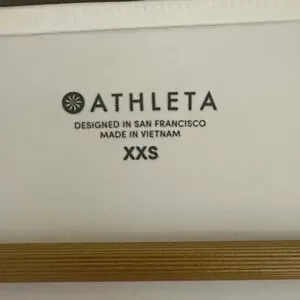 ATHLETA
DESIGNED IN SAN FRANCISCO
MADE IN VIETNAM
XXS